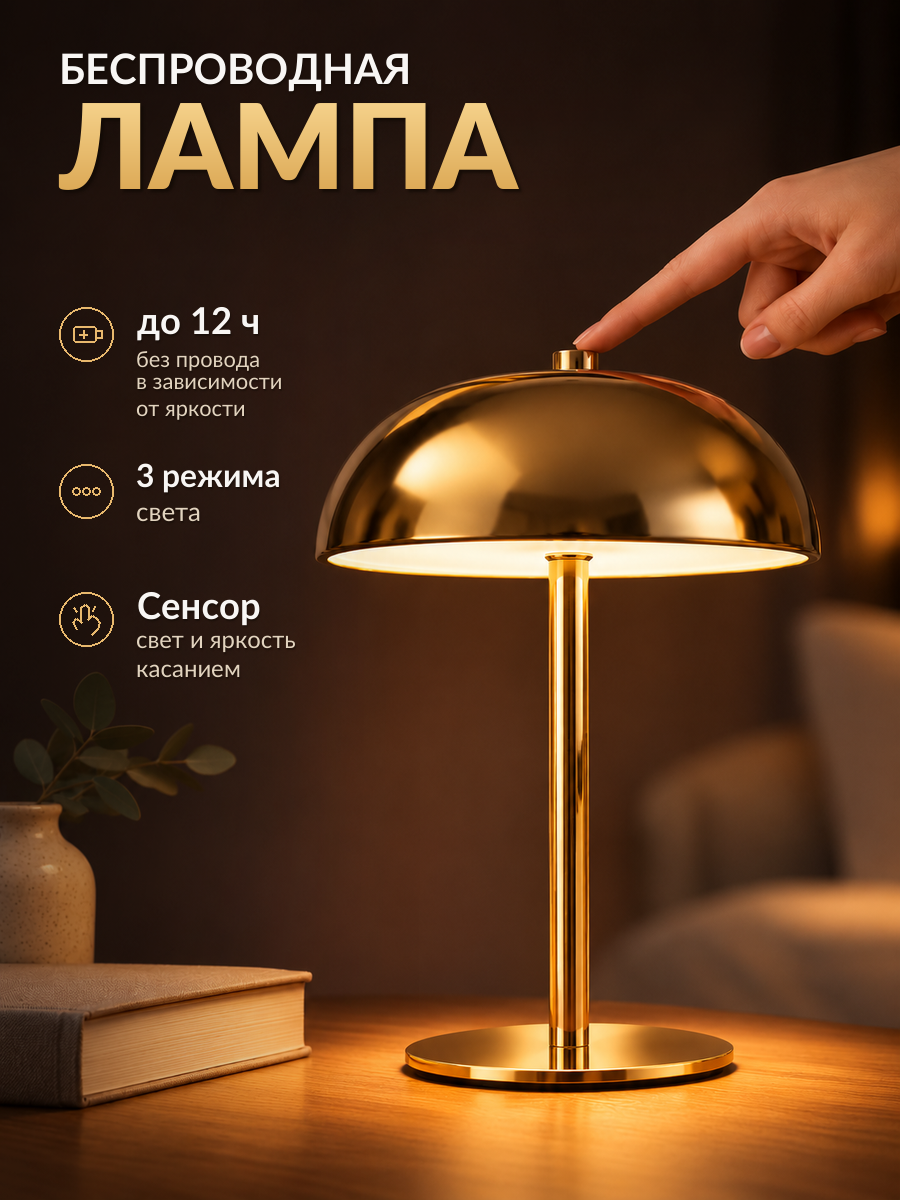 БЕСПРОВОДНАЯ
ЛАМПА
до 12 ч
без провода
в зависимости
от яркости
3 режима
света
Сенсор
свет и яркость
касанием